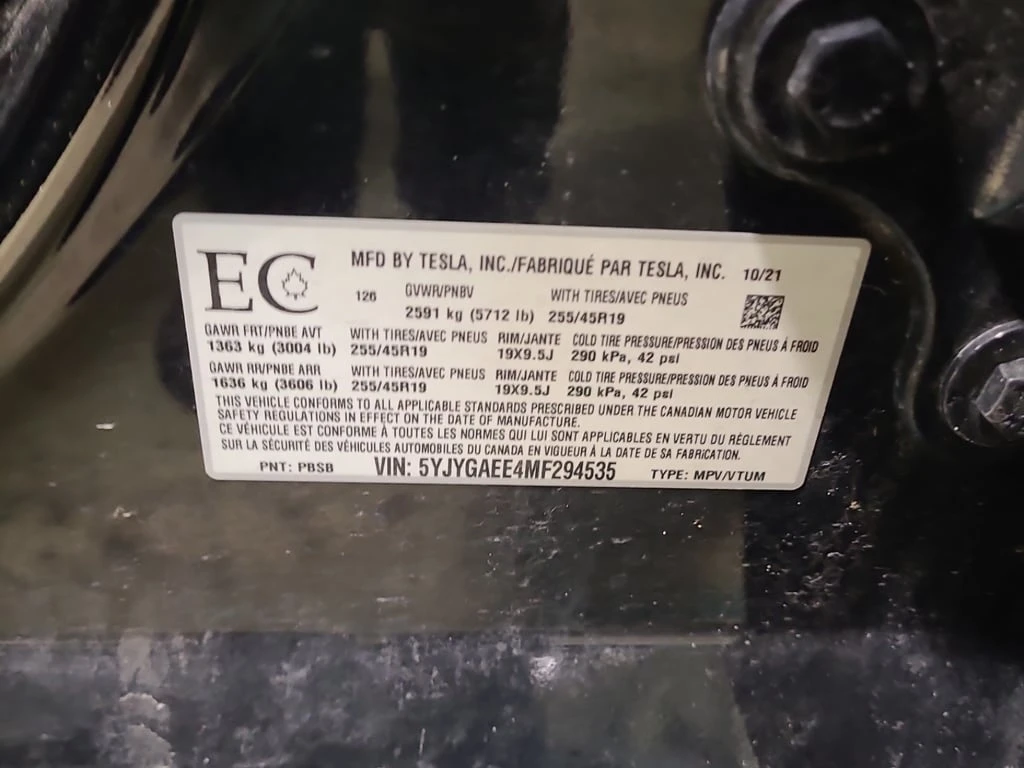 EC
MFD BY TESLA, INC./FABRIQUÉ PAR TESLA, INC. 10/21
126 GVWR/PNBV WITH TIRES/AVEC PNEUS
2591 kg (5712 lb) 255/45R19
GAWR FRT/PNBE AVT WITH TIRES/AVEC PNEUS RIM/JANTE COLD TIRE PRESSURE/PRESSION DES PNEUS À FROID
1363 kg (3004 lb) 255/45R19 19X9.5J 290 kPa, 42 psi
GAWR RR/PNBE ARR WITH TIRES/AVEC PNEUS RIM/JANTE COLD TIRE PRESSURE/PRESSION DES PNEUS À FROID
1636 kg (3606 lb) 255/45R19 19X9.5J 290 kPa, 42 psi
THIS VEHICLE CONFORMS TO ALL APPLICABLE STANDARDS PRESCRIBED UNDER THE CANADIAN MOTOR VEHICLE
SAFETY REGULATIONS IN EFFECT ON THE DATE OF MANUFACTURE.
CE VÉHICULE EST CONFORME À TOUTES LES NORMES QUI LUI SONT APPLICABLES EN VERTU DU RÈGLEMENT
SUR LA SÉCURITÉ DES VÉHICULES AUTOMOBILES DU CANADA EN VIGUEUR À LA DATE DE SA FABRICATION.
PNT: PBSB VIN: 5YJYGAEE4MF294535 TYPE: MPV/VTUM